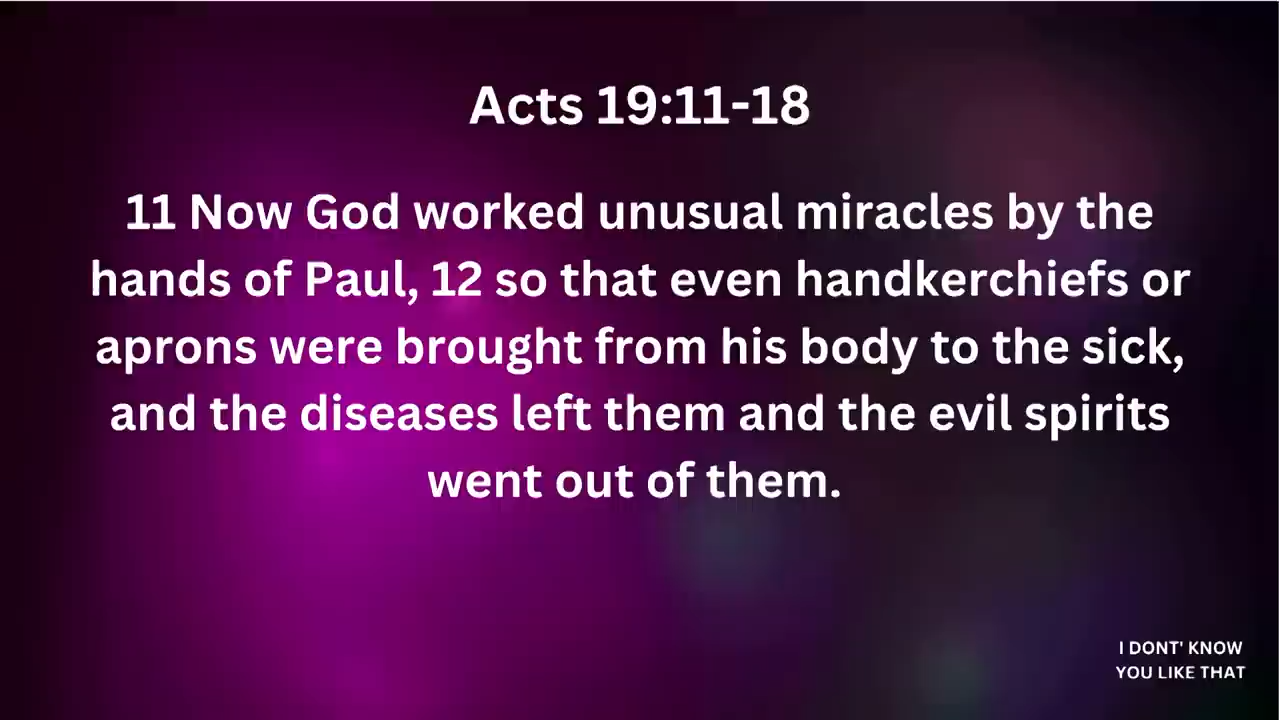 Acts 19:11-18
11 Now God worked unusual miracles by the
hands of Paul, 12 so that even handkerchiefs or
aprons were brought from his body to the sick,
and the diseases left them and the evil spirits
went out of them.
I DONT' KNOW
YOU LIKE THAT